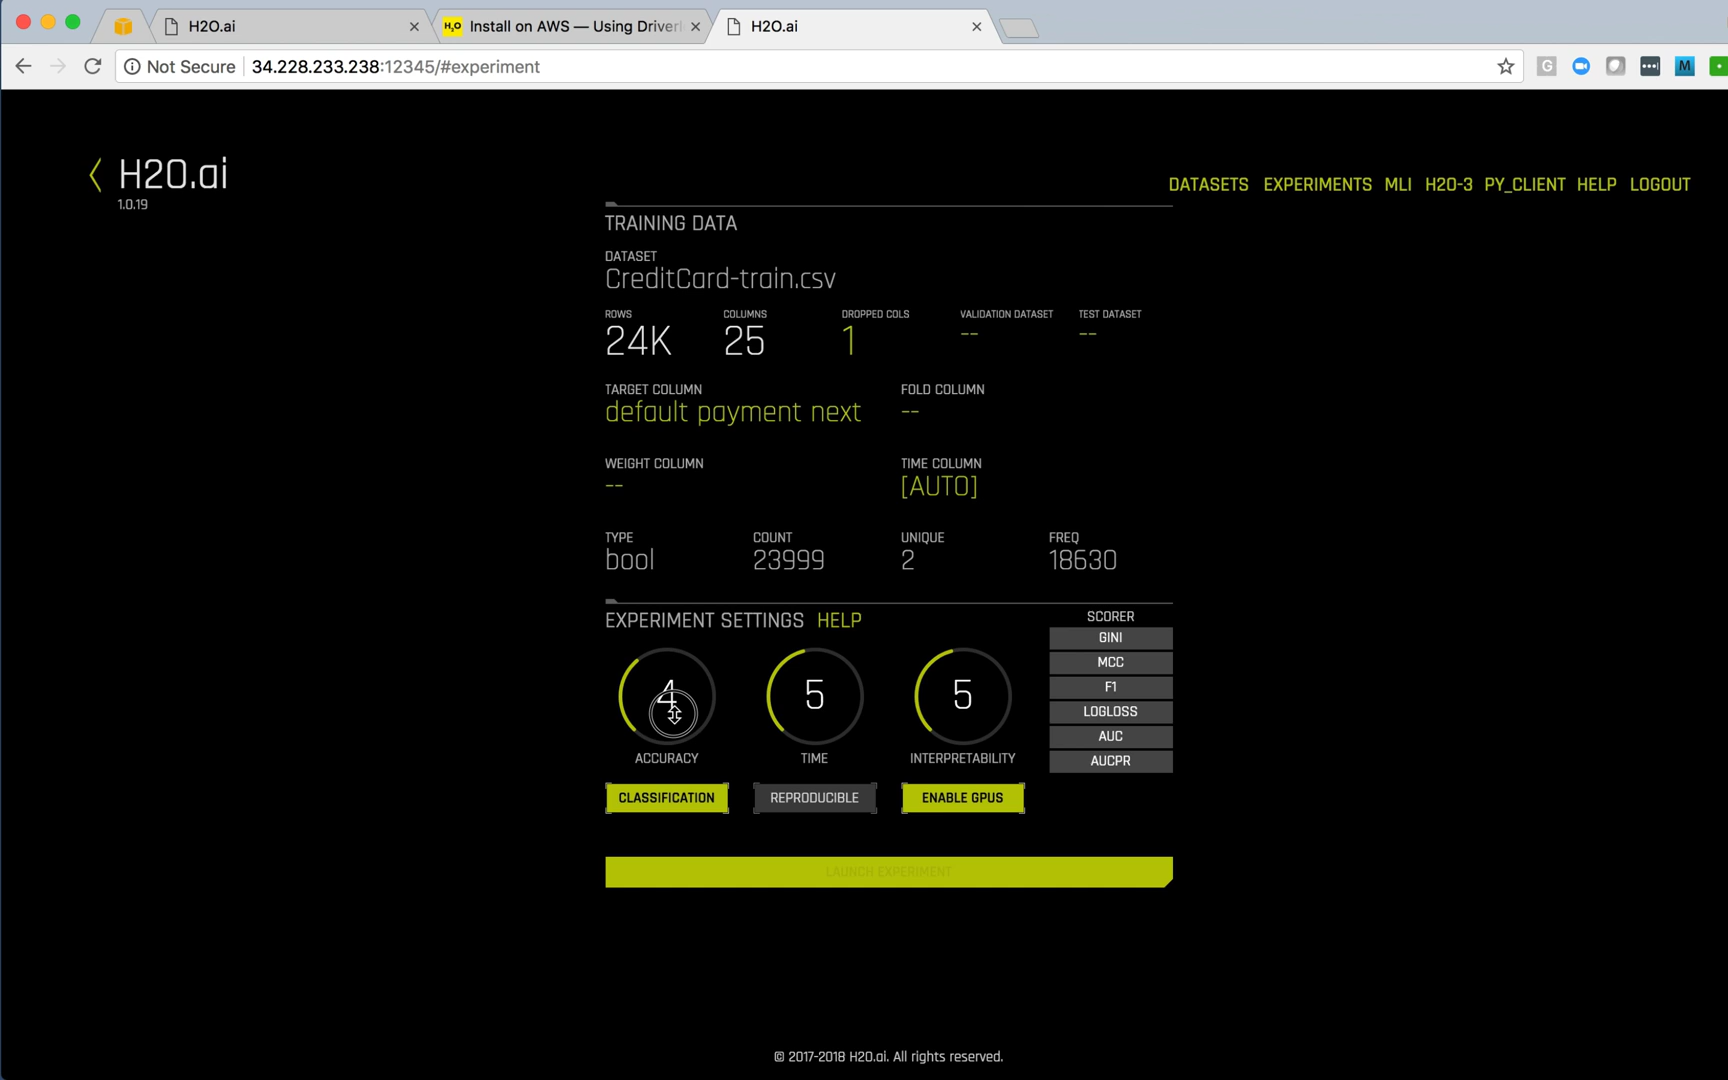 H2O.ai
H2O Install on AWS — Using Driverl
H2O.ai
Not Secure 34.228.233.238:12345/#experiment
G
M
H2O.ai
1.0.19
DATASETS EXPERIMENTS MLI H2O-3 PY_CLIENT HELP LOGOUT
TRAINING DATA
DATASET
CreditCard-train.csv
ROWS COLUMNS DROPPED COLS VALIDATION DATASET TEST DATASET
24K 25 1 -- --
TARGET COLUMN FOLD COLUMN
default payment next --
WEIGHT COLUMN TIME COLUMN
-- [AUTO]
TYPE COUNT UNIQUE FREQ
bool 23999 2 18630
EXPERIMENT SETTINGS HELP
SCORER
GINI
MCC
F1
LOGLOSS
AUC
AUCPR
4 5 5
ACCURACY TIME INTERPRETABILITY
CLASSIFICATION REPRODUCIBLE ENABLE GPUS
LAUNCH EXPERIMENT
© 2017-2018 H2O.ai. All rights reserved.